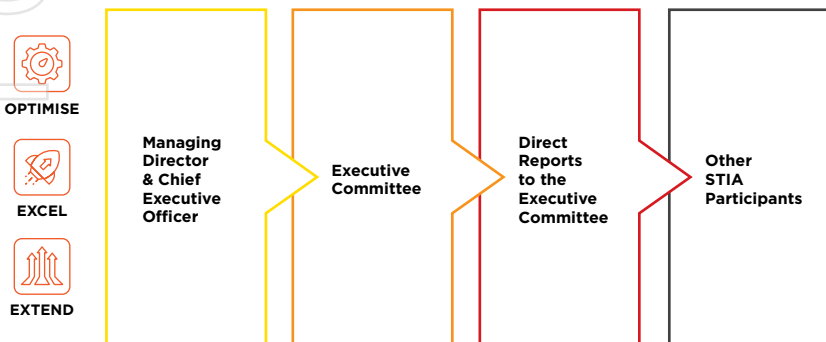 OPTIMISE
EXCEL
EXTEND
Managing
Director
& Chief
Executive
Officer
Executive
Committee
Direct
Reports
to the
Executive
Committee
Other
STIA
Participants